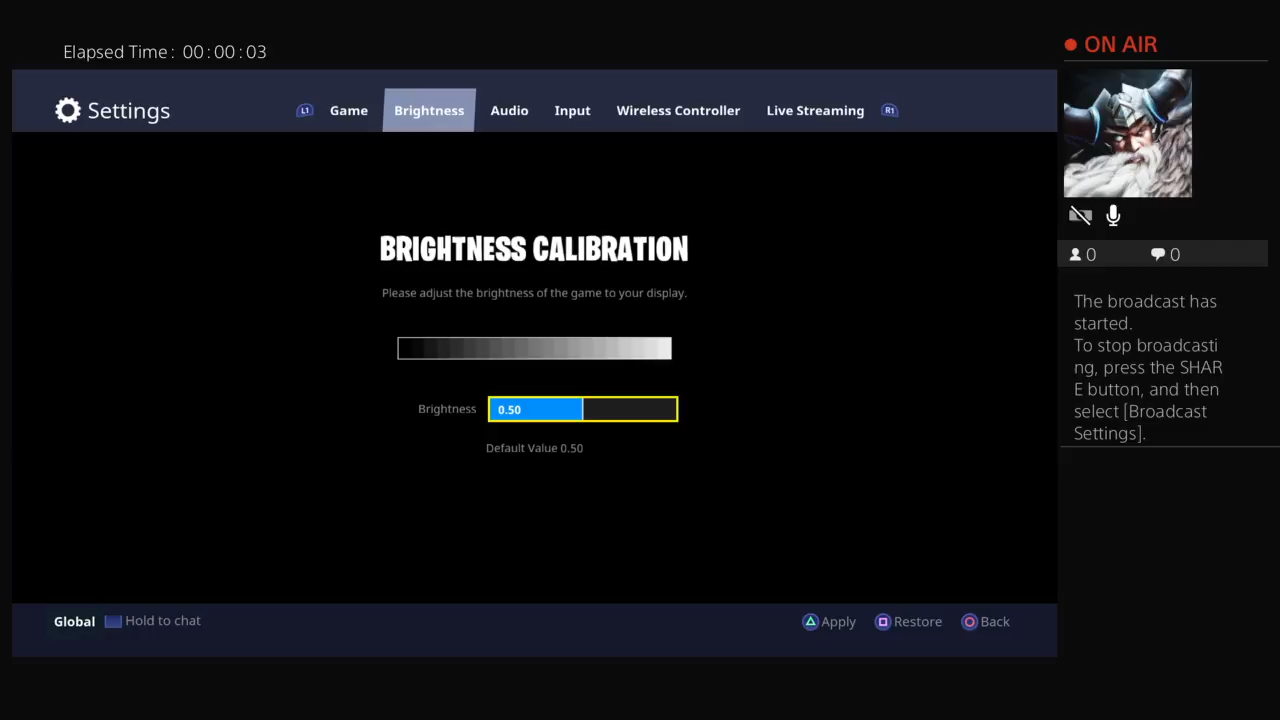 Elapsed Time: 00:00:03
ON AIR
Settings
L1 Game Brightness Audio Input Wireless Controller Live Streaming R1
BRIGHTNESS CALIBRATION
Please adjust the brightness of the game to your display.
Brightness 0.50
Default Value 0.50
0 0
The broadcast has
started.
To stop broadcasti
ng, press the SHAR
E button, and then
select [Broadcast
Settings].
Global Hold to chat
Apply Restore Back